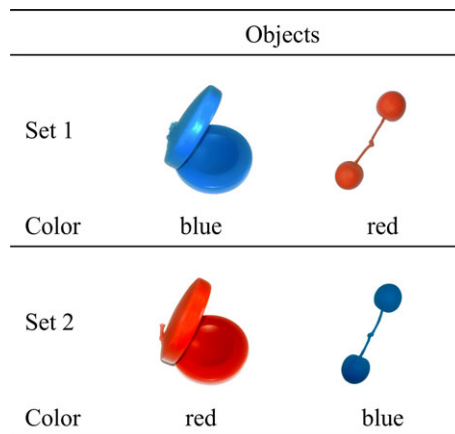 Objects
Set 1
Color blue red
Set 2
Color red blue